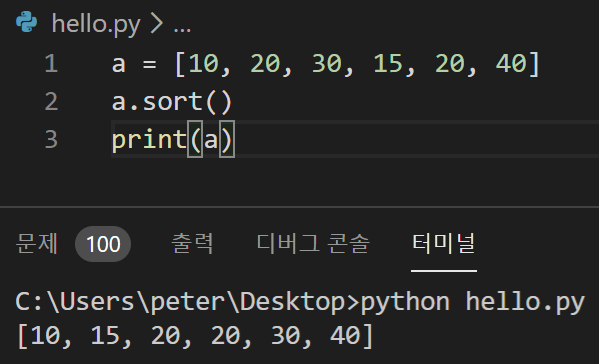 hello.py > ...
1 a = [10, 20, 30, 15, 20, 40]
2 a.sort()
3 print(a)
문제 100 출력 디버그 콘솔 터미널
C:\Users\peter\Desktop>python hello.py
[10, 15, 20, 20, 30, 40]